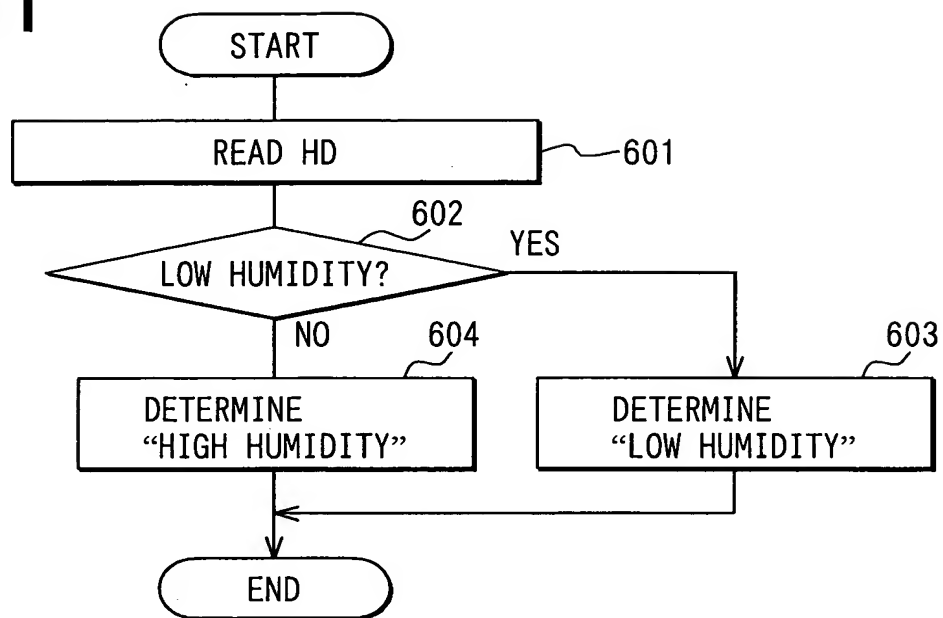 START
READ HD
601
602
LOW HUMIDITY?
YES
NO
604
603
DETERMINE
“HIGH HUMIDITY”
DETERMINE
“LOW HUMIDITY”
END